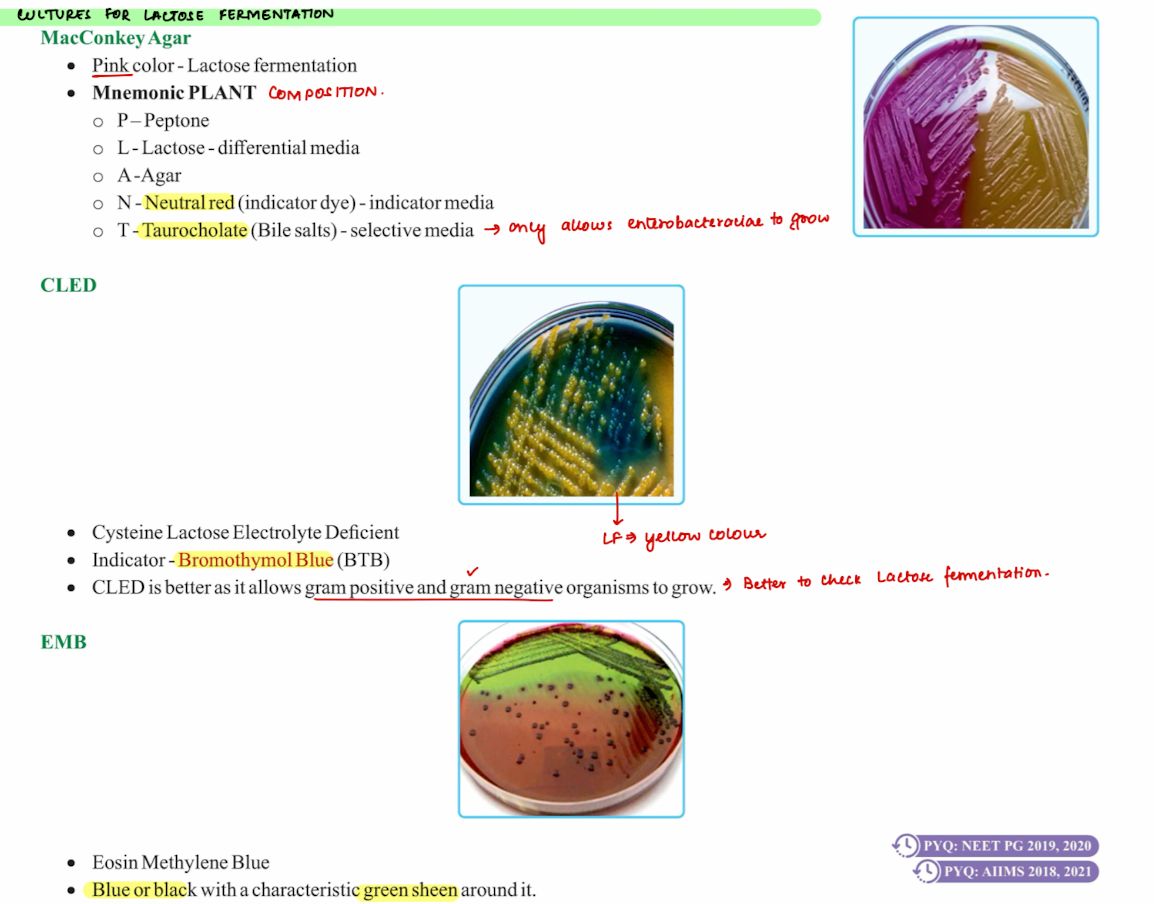 CULTURES FOR LACTOSE FERMENTATION
MacConkey Agar
• Pink color - Lactose fermentation
• Mnemonic PLANT COMPOSITION.
o P – Peptone
o L - Lactose - differential media
o A -Agar
o N - Neutral red (indicator dye) - indicator media
o T - Taurocholate (Bile salts) - selective media → only allows enterobacteraciae to grow
CLED
LF ⇒ yellow colour
• Cysteine Lactose Electrolyte Deficient
• Indicator - Bromothymol Blue (BTB)
• CLED is better as it allows gram positive and gram negative organisms to grow. → Better to check Lactose fermentation.
EMB
• Eosin Methylene Blue
• Blue or black with a characteristic green sheen around it.
PYQ: NEET PG 2019, 2020
PYQ: AIIMS 2018, 2021